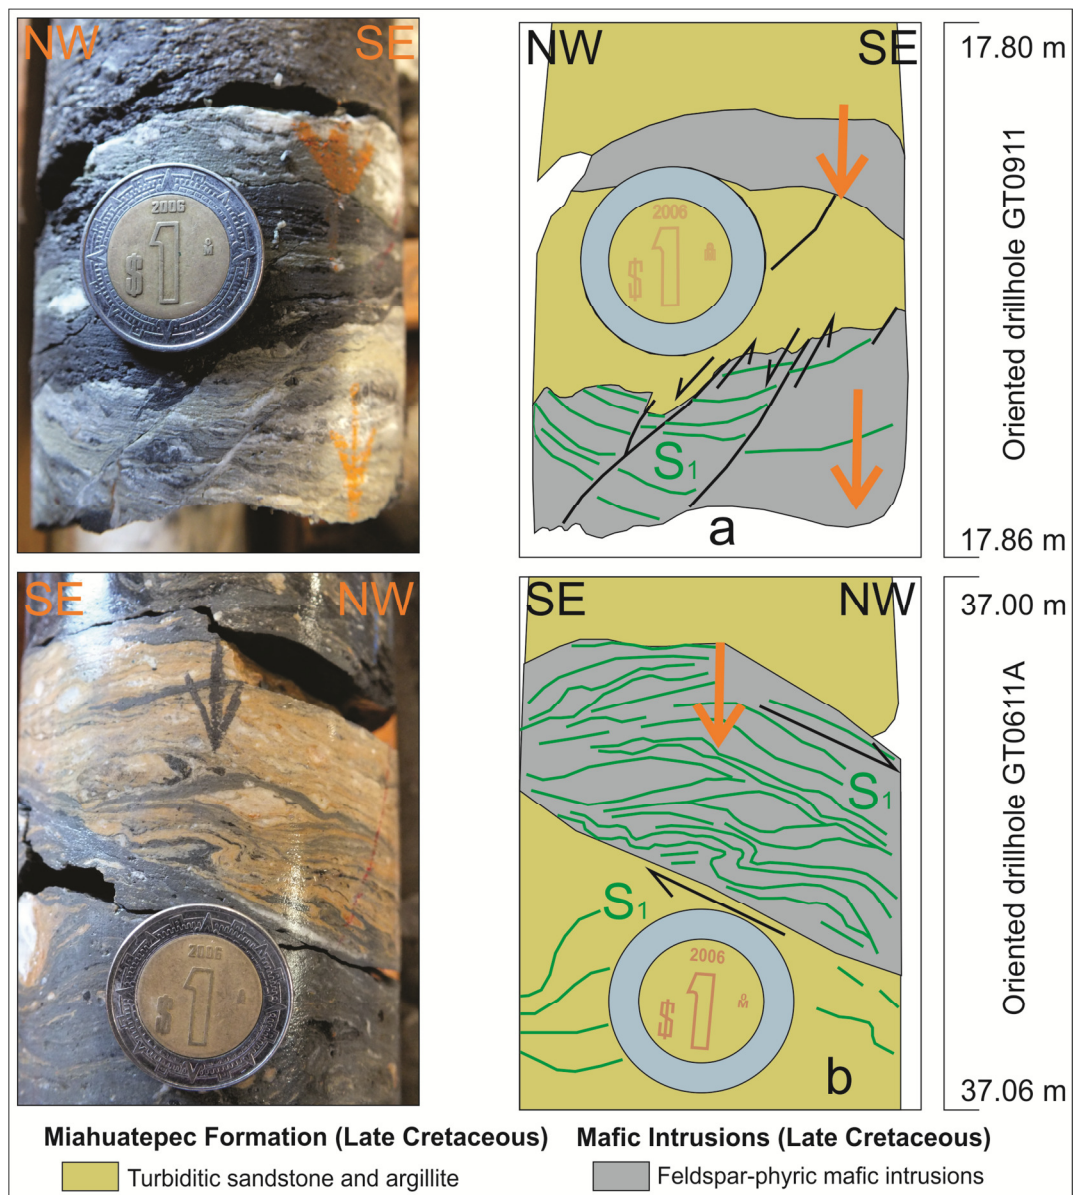 NW SE
2006
$ 1
NW SE
2006
$ 1
S1
a
17.80 m
Oriented drillhole GT0911
17.86 m
SE NW
2006
$ 1
SE NW
S1
S1
2006
$ 1
b
37.00 m
Oriented drillhole GT0611A
37.06 m
Miahuatepec Formation (Late Cretaceous) Mafic Intrusions (Late Cretaceous)
Turbiditic sandstone and argillite Feldspar-phyric mafic intrusions